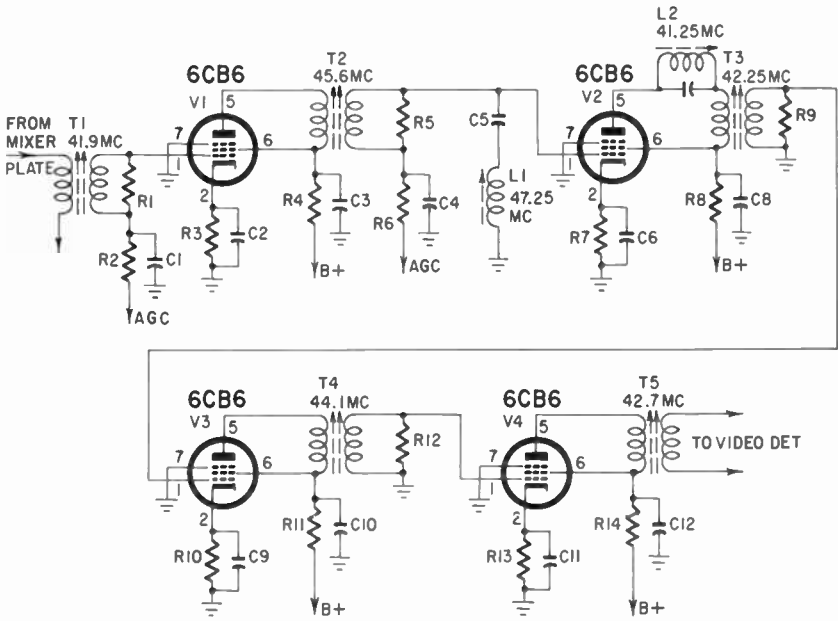 L2
41.25MC
6CB6
V1
5
7
1
6
2
T2
45.6MC
6CB6
V2
5
7
1
6
2
T3
42.25MC
R9
FROM
MIXER
PLATE
T1
41.9MC
R1
R2
C1
AGC
R3
C2
R4
C3
B+
R5
R6
C4
AGC
C5
L1
47.25
MC
R7
C6
R8
C8
B+
6CB6
V3
5
7
1
6
2
T4
44.1MC
R12
6CB6
V4
5
7
1
6
2
T5
42.7MC
TO VIDEO DET
R10
C9
R11
C10
B+
R13
C11
R14
C12
B+